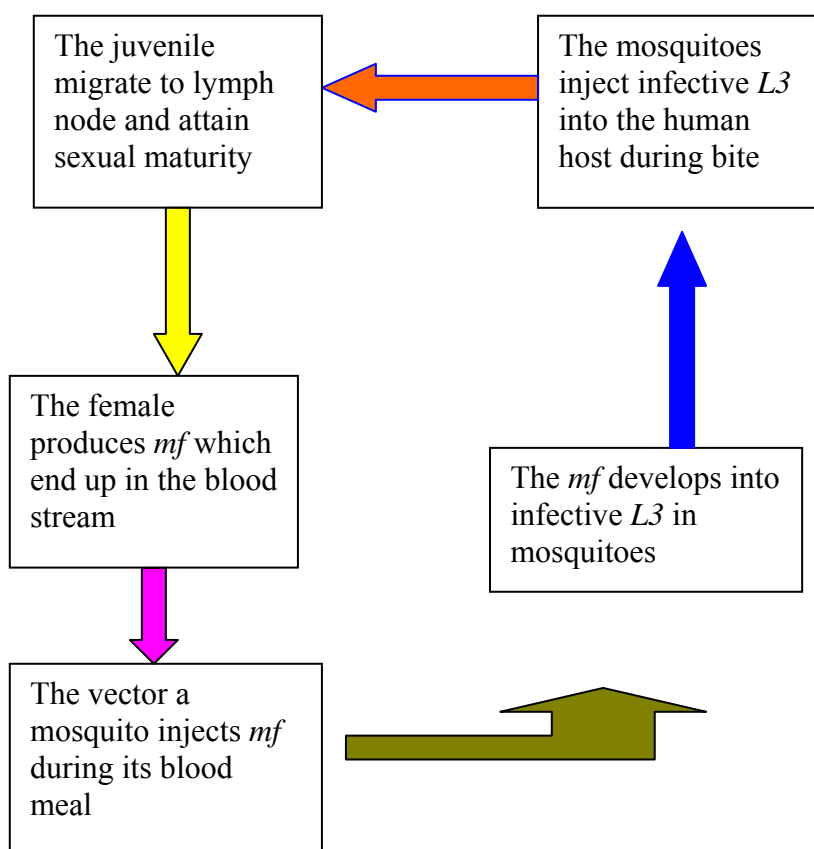 The juvenile
migrate to lymph
node and attain
sexual maturity
The mosquitoes
inject infective L3
into the human
host during bite
The female
produces mf which
end up in the blood
stream
The mf develops into
infective L3 in
mosquitoes
The vector a
mosquito injects mf
during its blood
meal